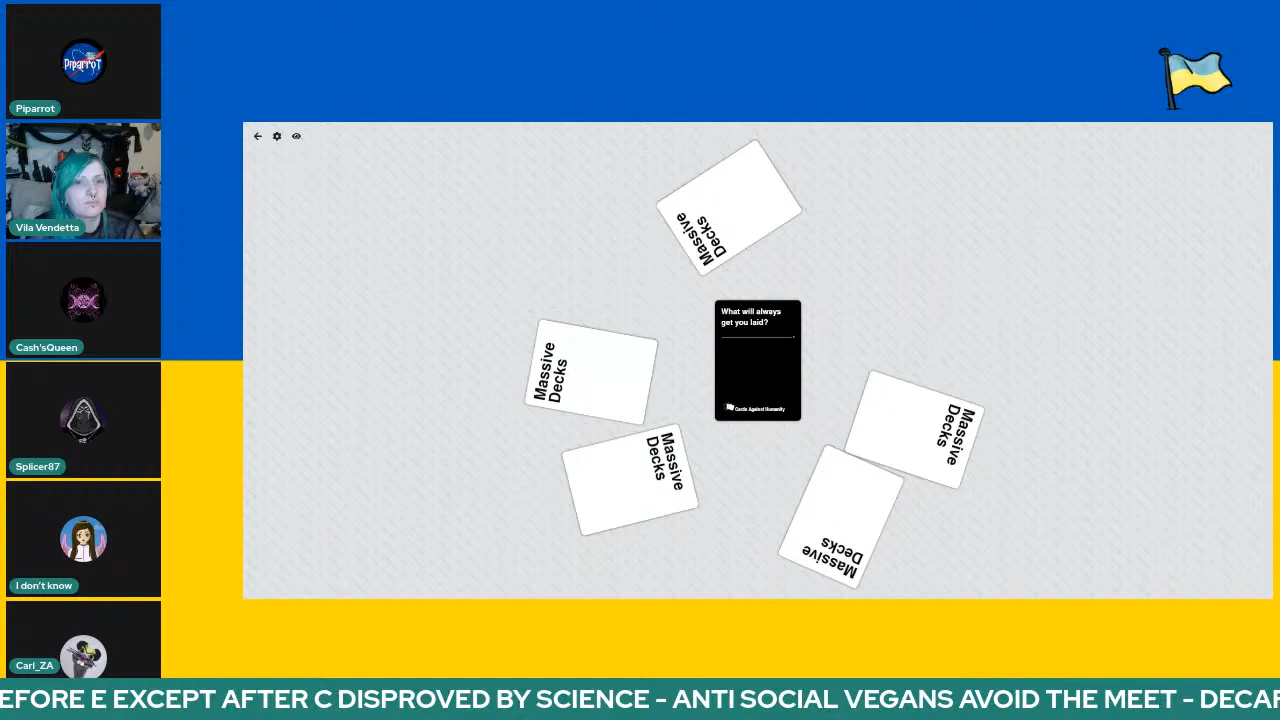 PiparroT
Piparrot
Vila Vendetta
Cash'sQueen
Splicer87
I don't know
Carl_ZA
Massive
Decks
What will always
get you laid?
Cards Against Humanity
Massive
Decks
Massive
Decks
Massive
Decks
Massive
Decks
EFORE E EXCEPT AFTER C DISPROVED BY SCIENCE - ANTI SOCIAL VEGANS AVOID THE MEET - DECAF